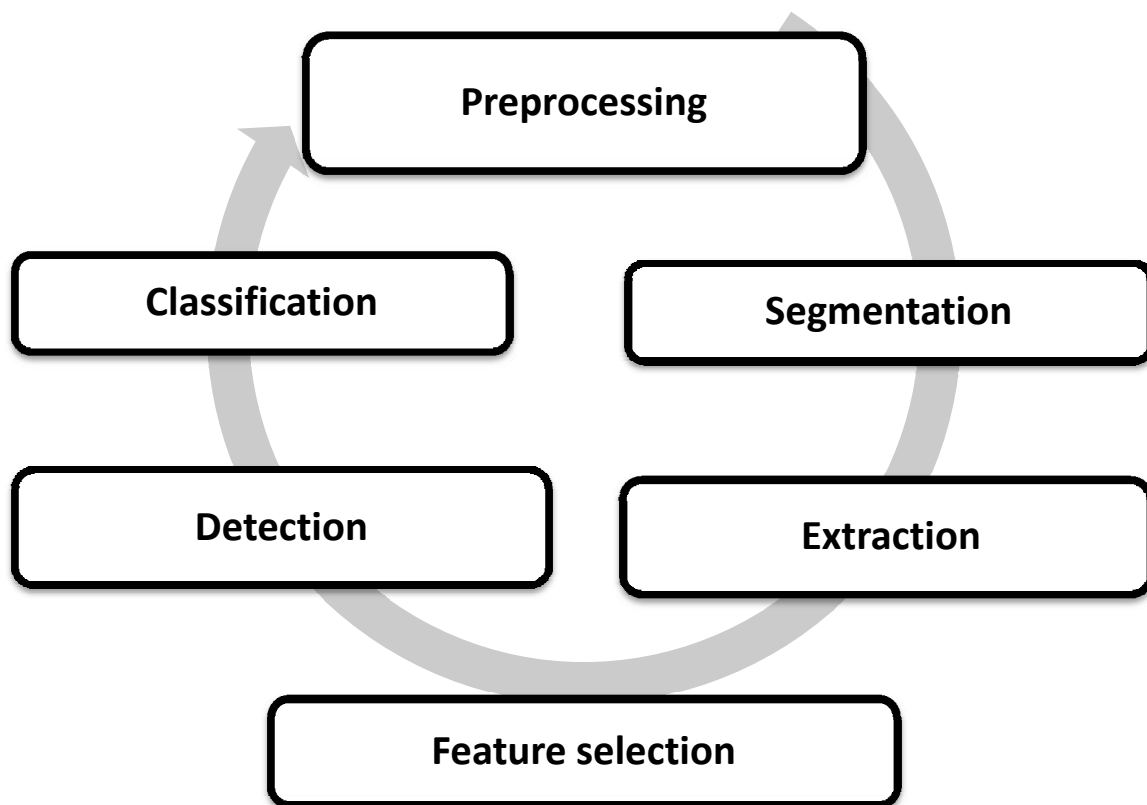 Preprocessing
Segmentation
Extraction
Feature selection
Detection
Classification